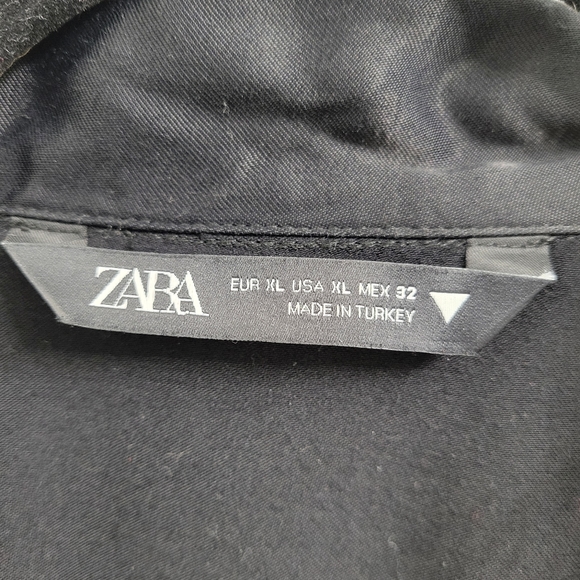 ZARA
EUR XL USA XL MEX 32
MADE IN TURKEY